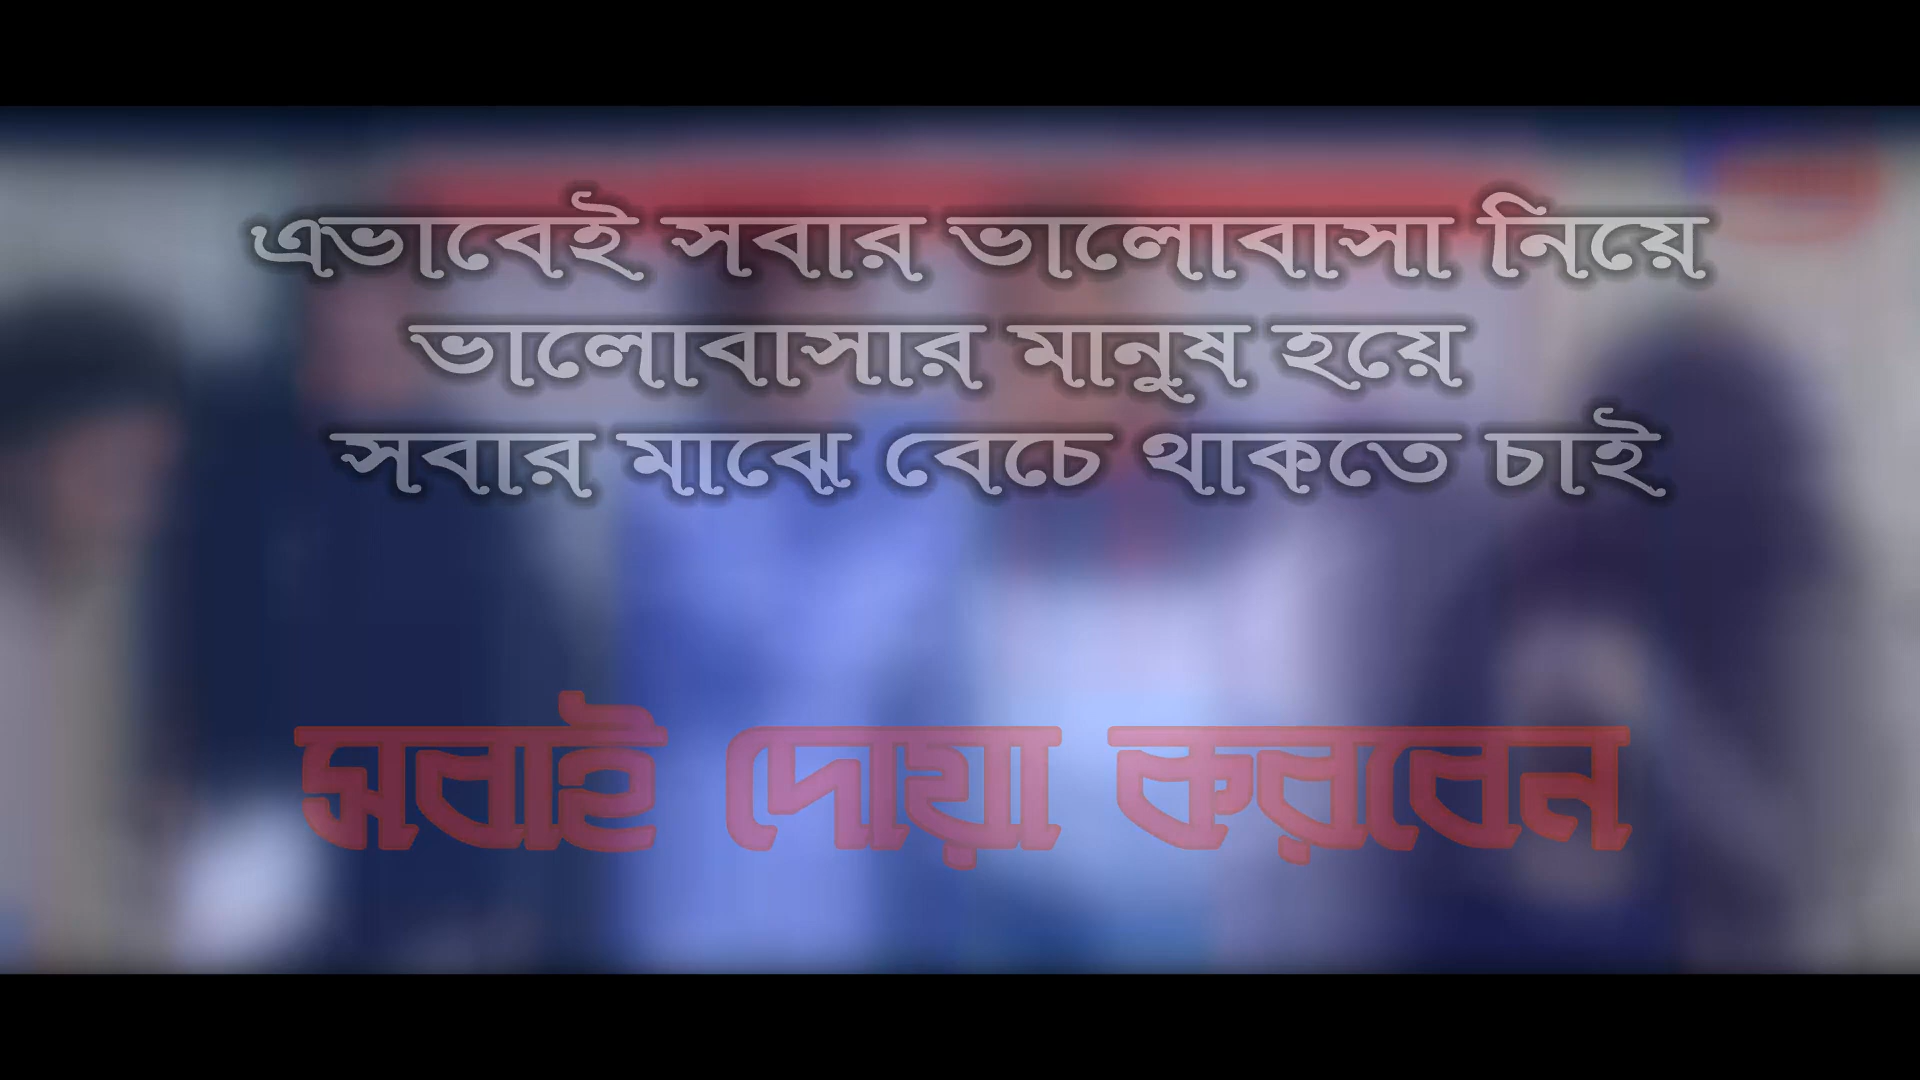 এভাবেই সবার ভালোবাসা নিয়ে
ভালোবাসার মানুষ হয়ে
সবার মাঝে বেচে থাকতে চাই
সবাই দোয়া করবেন